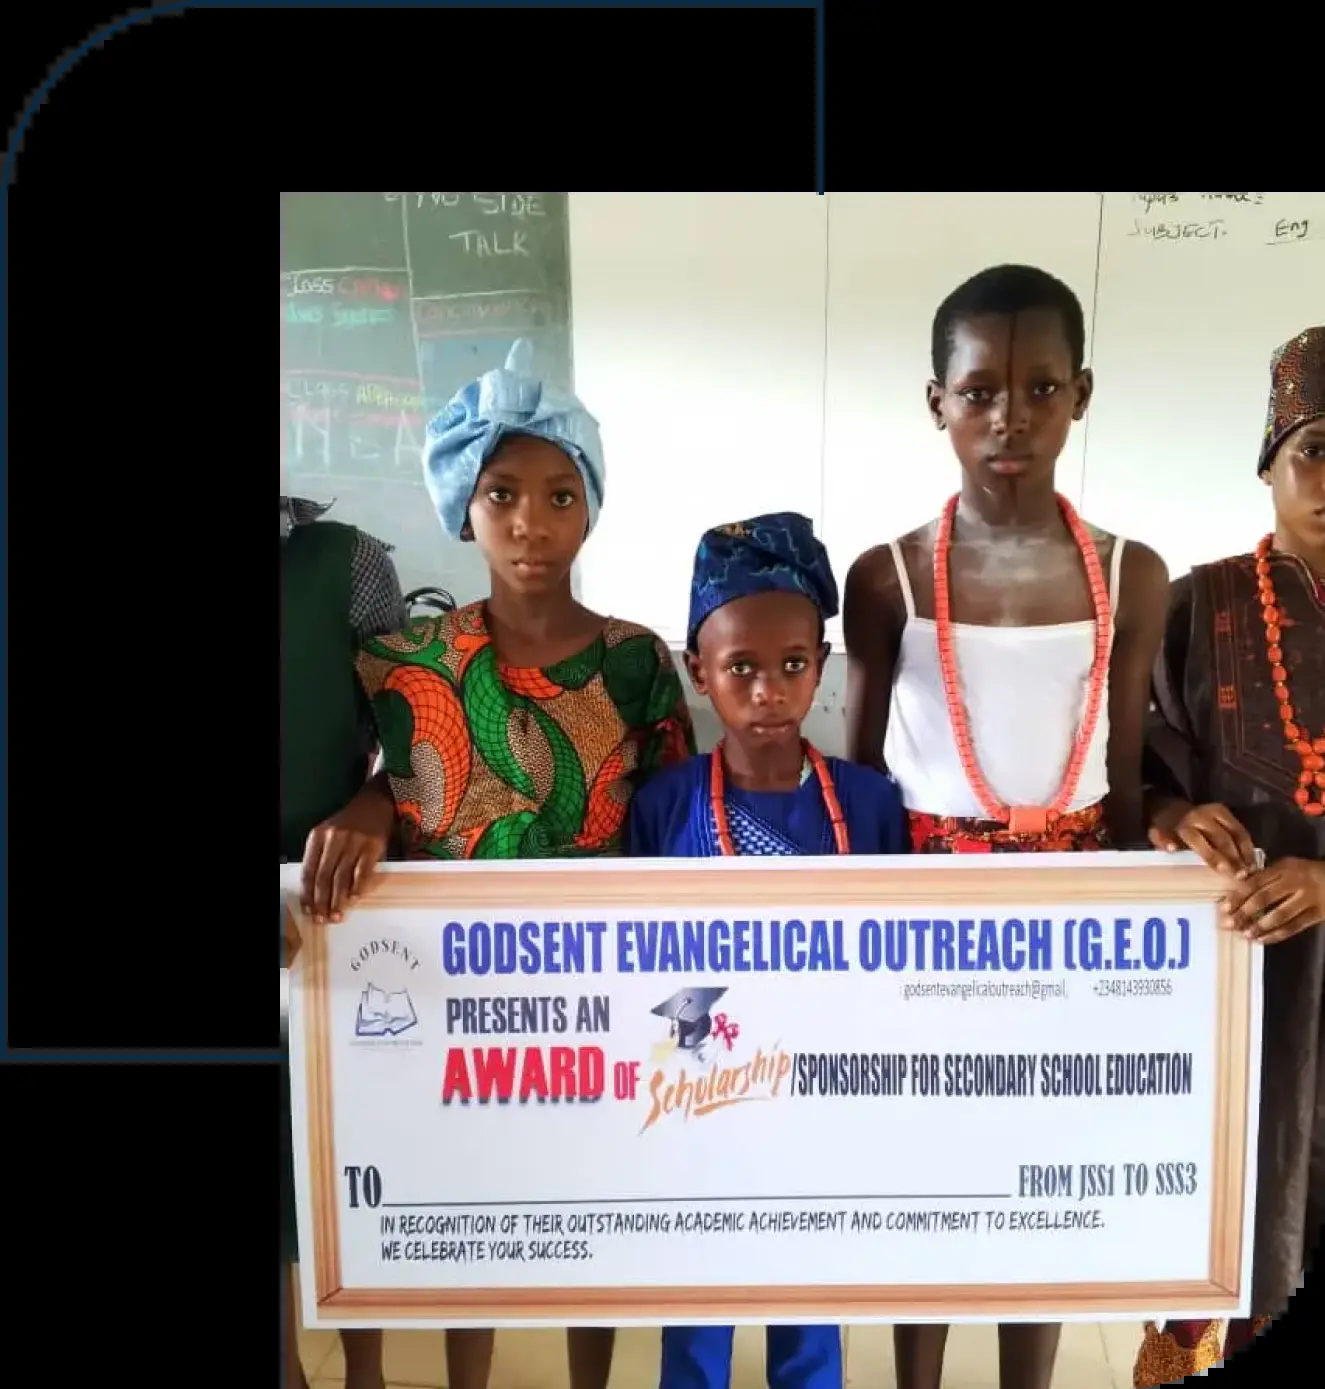 NO SIDE
TALK
SUBJECT. Eng
CLASS
GODSENT
GODSENT EVANGELICAL OUTREACH (G.E.O.)
godsentevangelicaloutreach@gmail, +2348143930856
PRESENTS AN
AWARD OF Scholarship/SPONSORSHIP FOR SECONDARY SCHOOL EDUCATION
TO FROM JSS1 TO SSS3
IN RECOGNITION OF THEIR OUTSTANDING ACADEMIC ACHIEVEMENT AND COMMITMENT TO EXCELLENCE.
WE CELEBRATE YOUR SUCCESS.